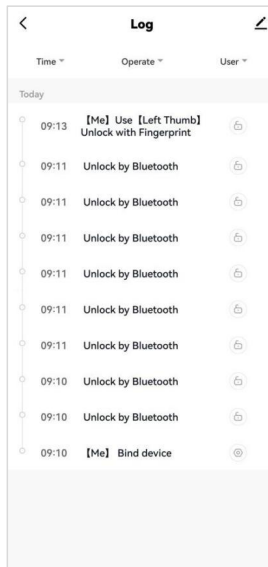 Log
Time Operate User
Today
09:13 【Me】Use【Left Thumb】
Unlock with Fingerprint
09:11 Unlock by Bluetooth
09:11 Unlock by Bluetooth
09:11 Unlock by Bluetooth
09:11 Unlock by Bluetooth
09:11 Unlock by Bluetooth
09:11 Unlock by Bluetooth
09:10 Unlock by Bluetooth
09:10 Unlock by Bluetooth
09:10 【Me】 Bind device